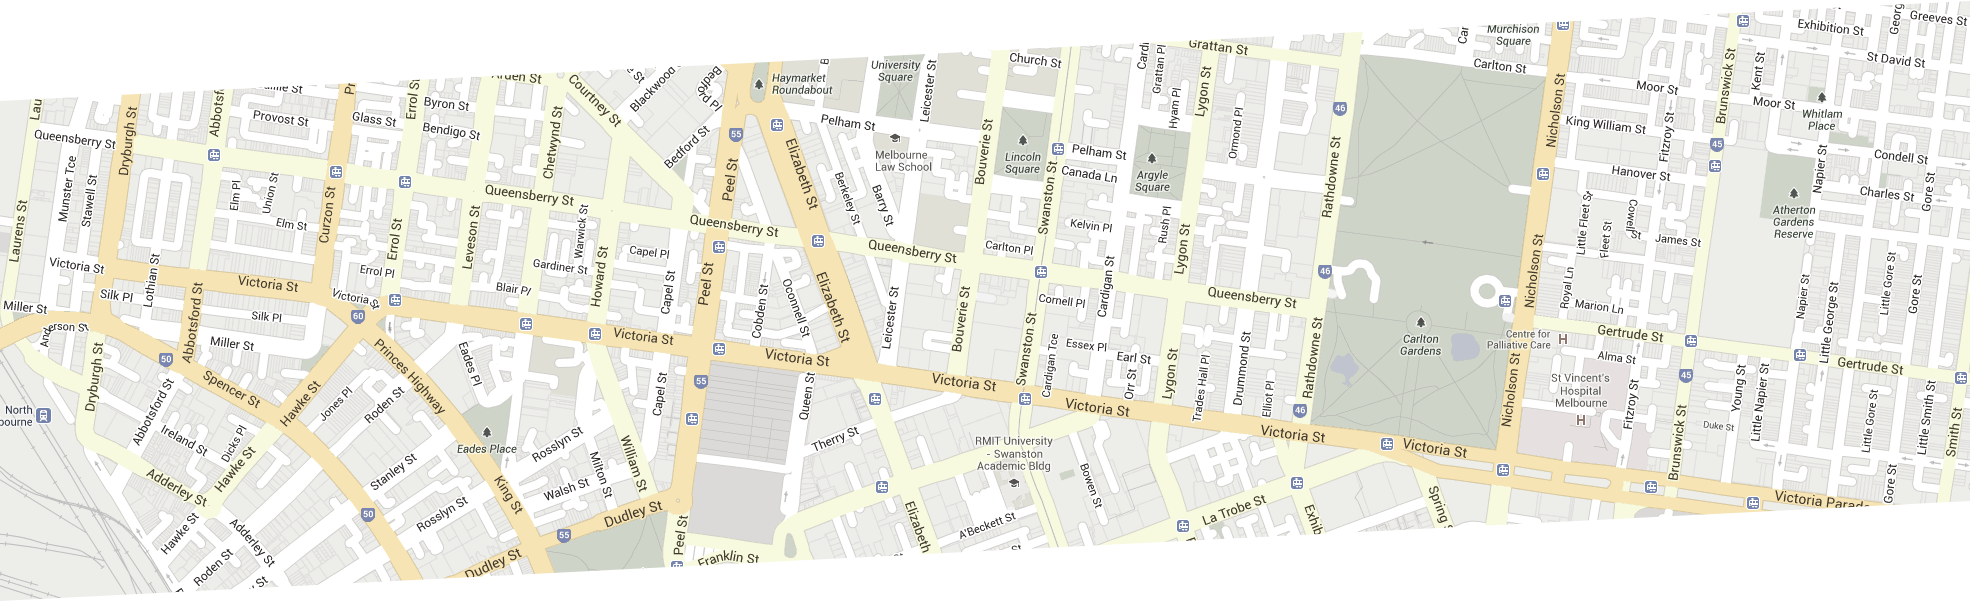 Murchison
Square
Exhibition St
Greeves St
St David St
Grattan St
Carlton St
Church St
University
Square
Leicester St
Haymarket
Roundabout
Courtney St
Grattan Pl
Lygon St
Hyam Pl
Ormond Pl
46
Nicholson St
Moor St
Kent St
Brunswick St
Moor St
Whitlam
Place
Dryburgh St
Errol St
Byron St
Provost St
Glass St
Bendigo St
Chetwynd St
Blackwood
Bedford St
55
Elizabeth St
Pelham St
Melbourne
Law School
Bouverie St
Lincoln
Square
Pelham St
Canada Ln
Argyle
Square
Rathdowne St
King William St
Fitzroy St
45
Hanover St
Napier St
Condell St
Charles St
Gore St
Atherton
Gardens
Reserve
Queensberry St
Munster Tce
Stawell St
Elm Pl
Union St
Elm St
Curzon St
Errol St
Leveson St
Queensberry St
Warwick St
Peel St
Queensberry St
Berkeley St
Barry St
Queensberry St
Carlton Pl
Swanston St
Kelvin Pl
Rush Pl
Lygon St
Little Fleet St
Fleet St
Cowell St
James St
Laurens St
Victoria St
Lothian St
Victoria St
Errol Pl
Victoria St
Blair Pl
Gardiner St
Howard St
Capel Pl
Capel St
Peel St
Cobden St
Oconnell St
Elizabeth St
Leicester St
Bouverie St
Cornell Pl
Cardigan St
Queensberry St
46
Nicholson St
Royal Ln
Marion Ln
Napier St
Little George St
Little Gore St
Gore St
Miller St
Silk Pl
Silk Pl
Abbotsford St
Miller St
60
Princes Highway
Eades Pl
Victoria St
Victoria St
Swanston St
Essex Pl
Earl St
Orr St
Cardigan Tce
Lygon St
Trades Hall Pl
Drummond St
Elliot Pl
Rathdowne St
46
Carlton
Gardens
Centre for
Palliative Care
H
Gertrude St
Alma St
Gertrude St
St Vincent's
Hospital
Melbourne
H
45
Nicholson St
Fitzroy St
Brunswick St
Duke St
Young St
Little Napier St
Little Gore St
Gore St
Little Smith St
Smith St
50
Spencer St
Dryburgh St
Abbotsford St
Hawke St
Jones Pl
Roden St
Capel St
55
Queen St
Victoria St
Victoria St
Victoria St
Victoria St
Victoria Parade
North
Ireland St
Dicks Pl
Hawke St
Adderley St
Stanley St
Eades Place
Rosslyn St
Walsh St
Milton St
William St
King St
Therry St
RMIT University
- Swanston
Academic Bldg
Bowen St
La Trobe St
Spring S
Hawke St
Adderley St
Roden St
50
Rosslyn St
Dudley St
55
Dudley St
Peel St
Franklin St
Elizabeth
A'Beckett St
Exhib